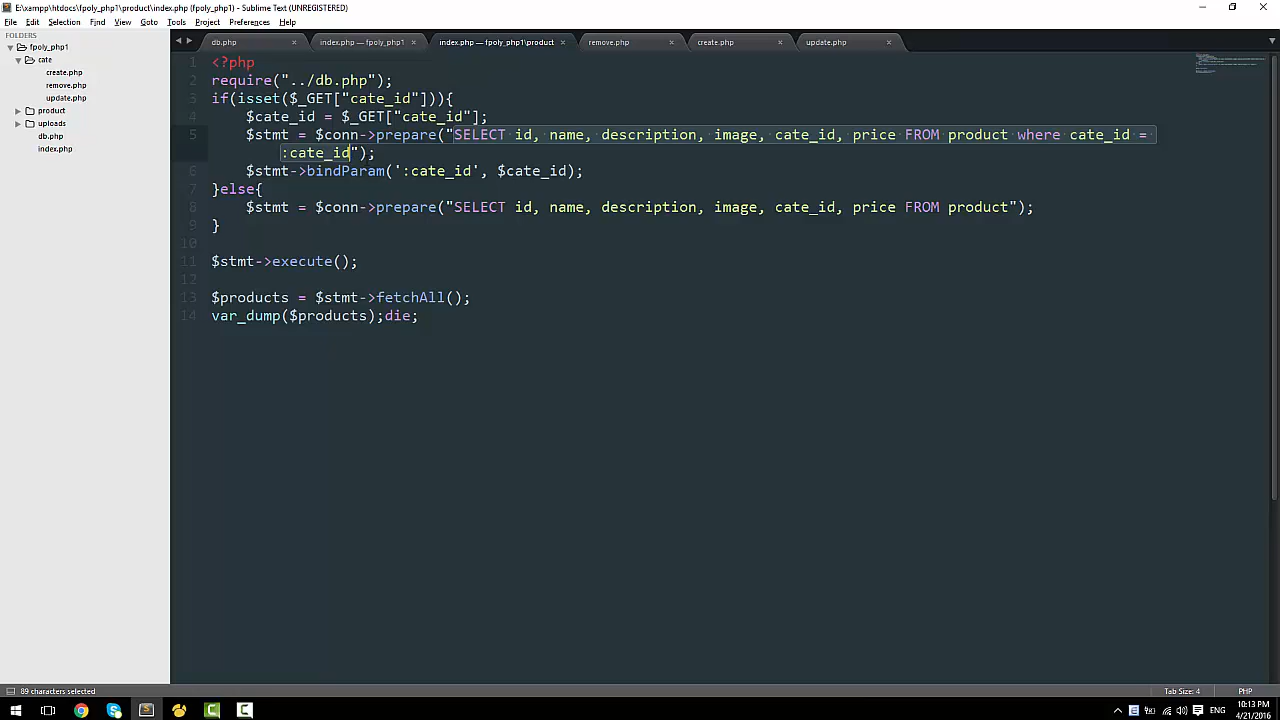 E:\xampp\htdocs\fpoly_php1\product\index.php (fpoly_php1) - Sublime Text (UNREGISTERED)
File Edit Selection Find View Goto Tools Project Preferences Help
FOLDERS
fpoly_php1
cate
create.php
remove.php
update.php
product
uploads
db.php
index.php
db.php × index.php — fpoly_php1 × index.php — fpoly_php1\product × remove.php × create.php × update.php ×
1 <?php
2 require("../db.php");
3 if(isset($_GET["cate_id"])){
4 $cate_id = $_GET["cate_id"];
5 $stmt = $conn->prepare("SELECT id, name, description, image, cate_id, price FROM product where cate_id =
:cate_id");
6 $stmt->bindParam(':cate_id', $cate_id);
7 }else{
8 $stmt = $conn->prepare("SELECT id, name, description, image, cate_id, price FROM product");
9 }
10
11 $stmt->execute();
12
13 $products = $stmt->fetchAll();
14 var_dump($products);die;
89 characters selected Tab Size: 4 PHP
ENG 10:13 PM
4/21/2016